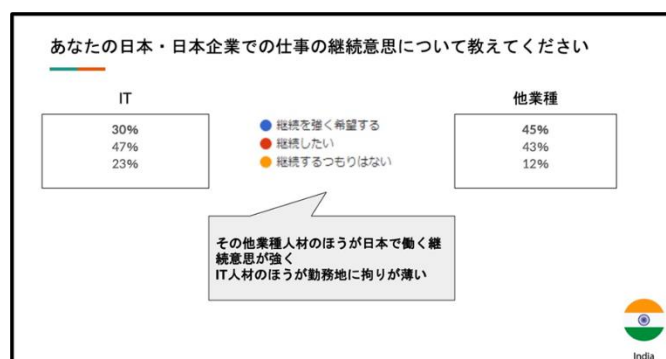 あなたの日本・日本企業での仕事の継続意思について教えてください
IT
30%
47%
23%
継続を強く希望する
継続したい
継続するつもりはない
他業種
45%
43%
12%
その他業種人材のほうが日本で働く継
続意思が強く
IT人材のほうが勤務地に拘りが薄い
India